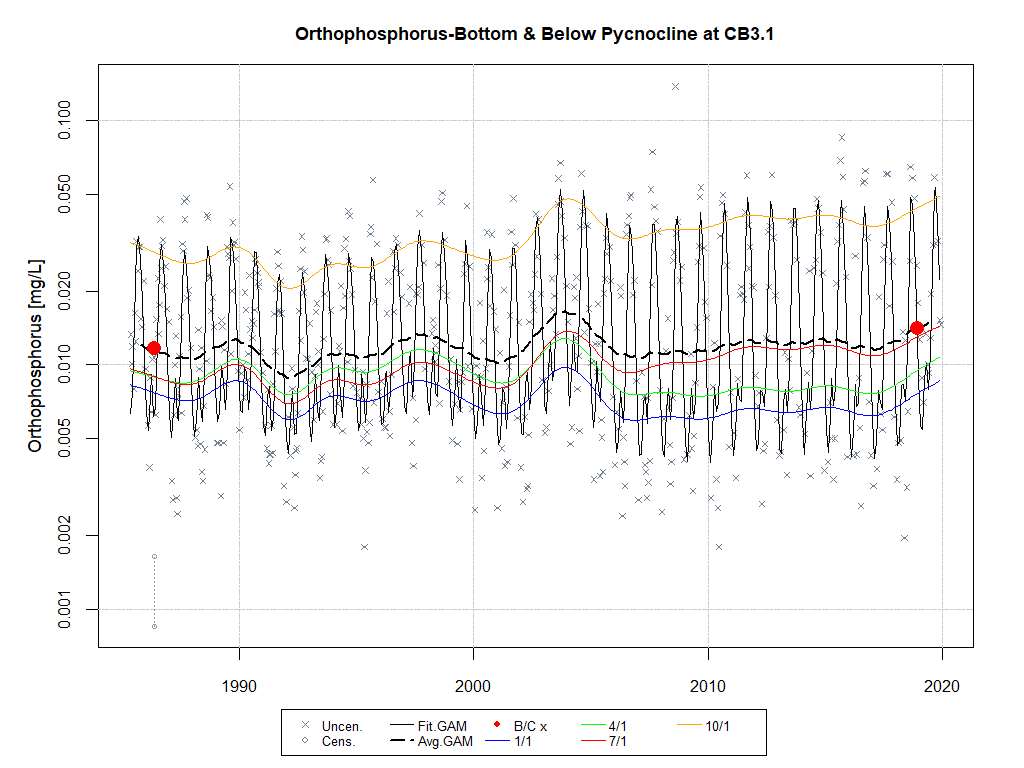 Orthophosphorus-Bottom & Below Pycnocline at CB3.1
Orthophosphorus [mg/L]
0.100
0.050
0.020
0.010
0.005
0.002
0.001
1990 2000 2010 2020
Uncen. Fit.GAM B/C x 4/1 10/1
Cens. Avg.GAM 1/1 7/1